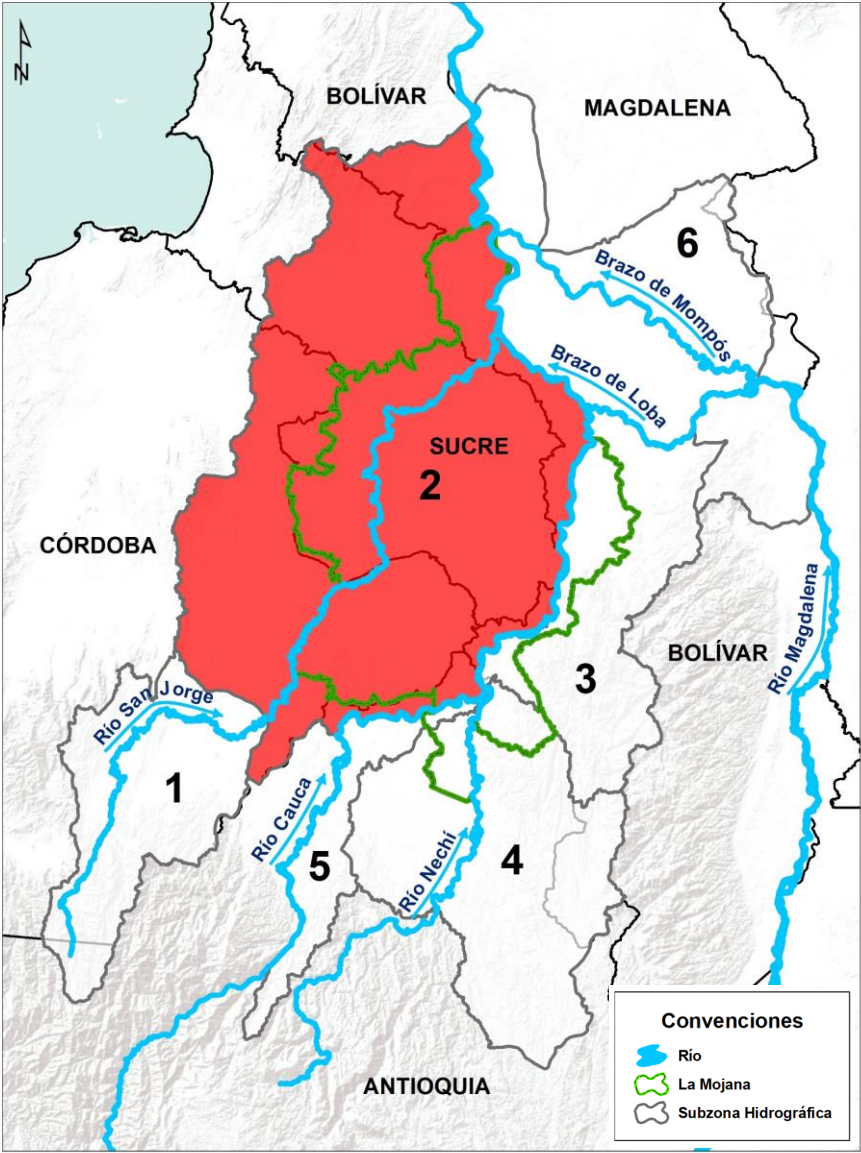 N
BOLÍVAR
MAGDALENA
6
Brazo de Mompós
Brazo de Loba
SUCRE
2
CÓRDOBA
Río Magdalena
BOLÍVAR
3
Río San Jorge
1
Río Cauca
5
Río Nechí
4
ANTIOQUIA
Convenciones
Río
La Mojana
Subzona Hidrográfica